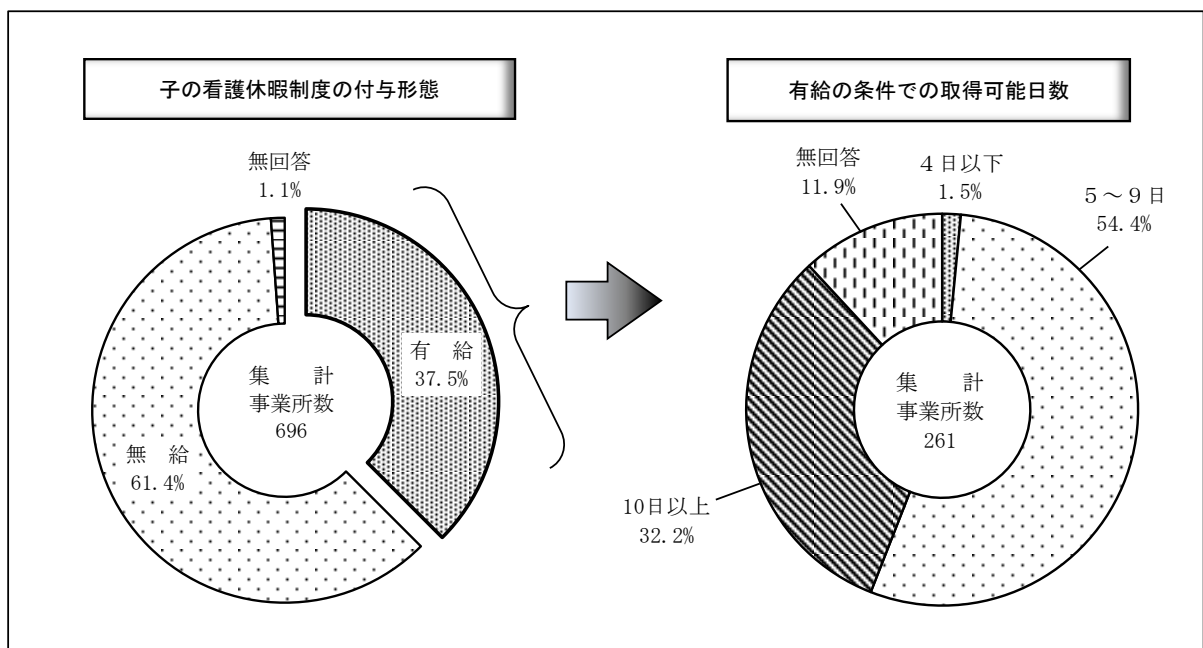 子の看護休暇制度の付与形態
無回答
1.1%
有　給
37.5%
集　計
事業所数
696
無　給
61.4%
有給の条件での取得可能日数
無回答
11.9%
４日以下
1.5%
５～９日
54.4%
集　計
事業所数
261
10日以上
32.2%